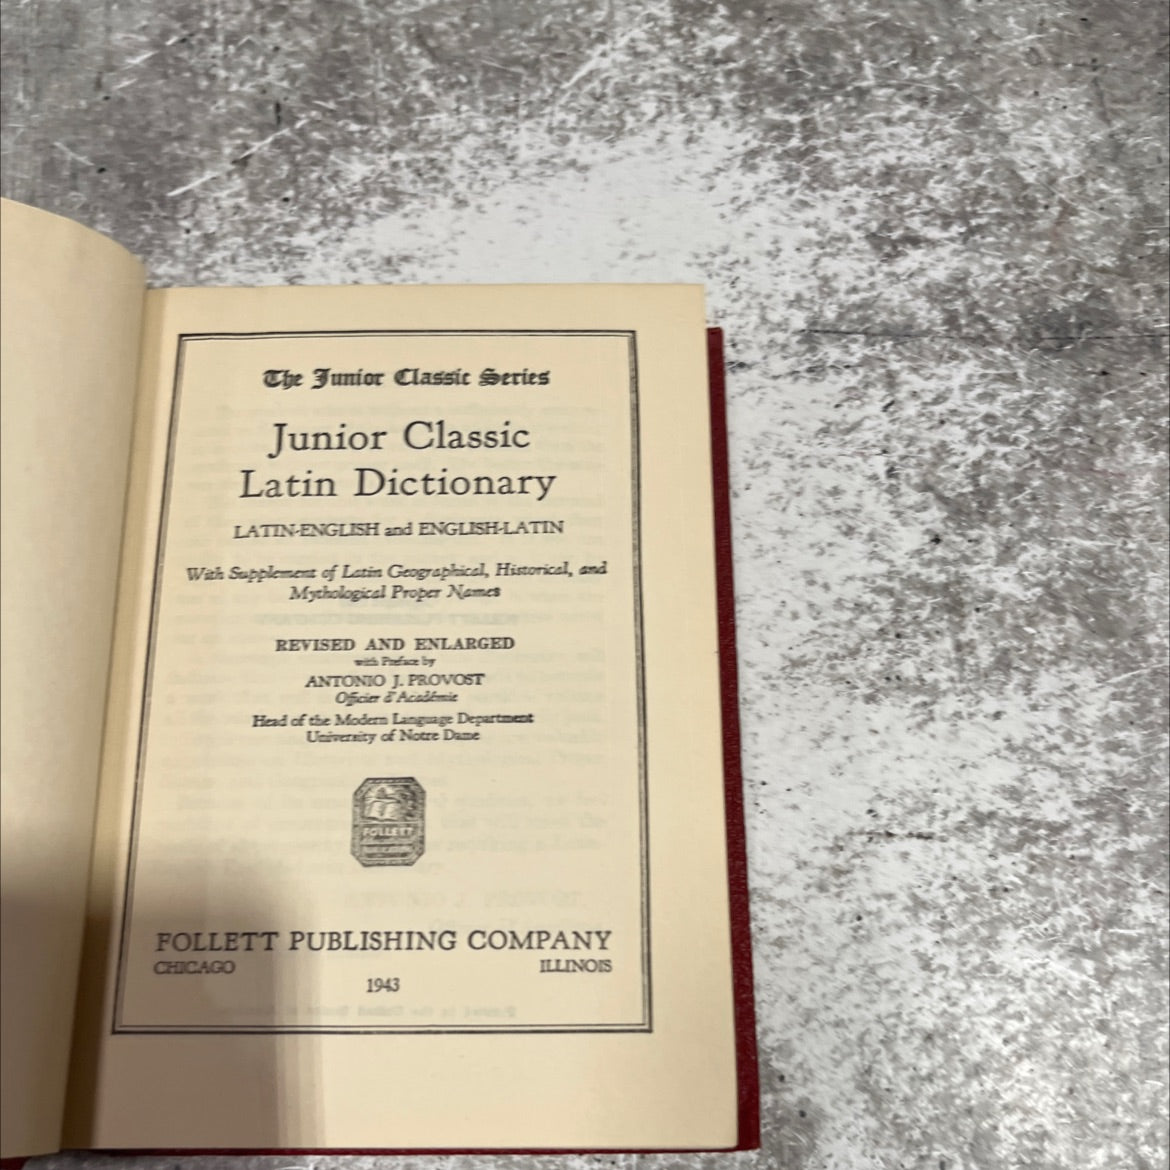 The Junior Classic Series
Junior Classic
Latin Dictionary
LATIN-ENGLISH and ENGLISH-LATIN
With Supplement of Latin Geographical, Historical, and
Mythological Proper Names
REVISED AND ENLARGED
with Preface by
ANTONIO J. PROVOST
Officier d'Académie
Head of the Modern Language Department
University of Notre Dame
FOLLETT
FOLLETT PUBLISHING COMPANY
CHICAGO ILLINOIS
1943